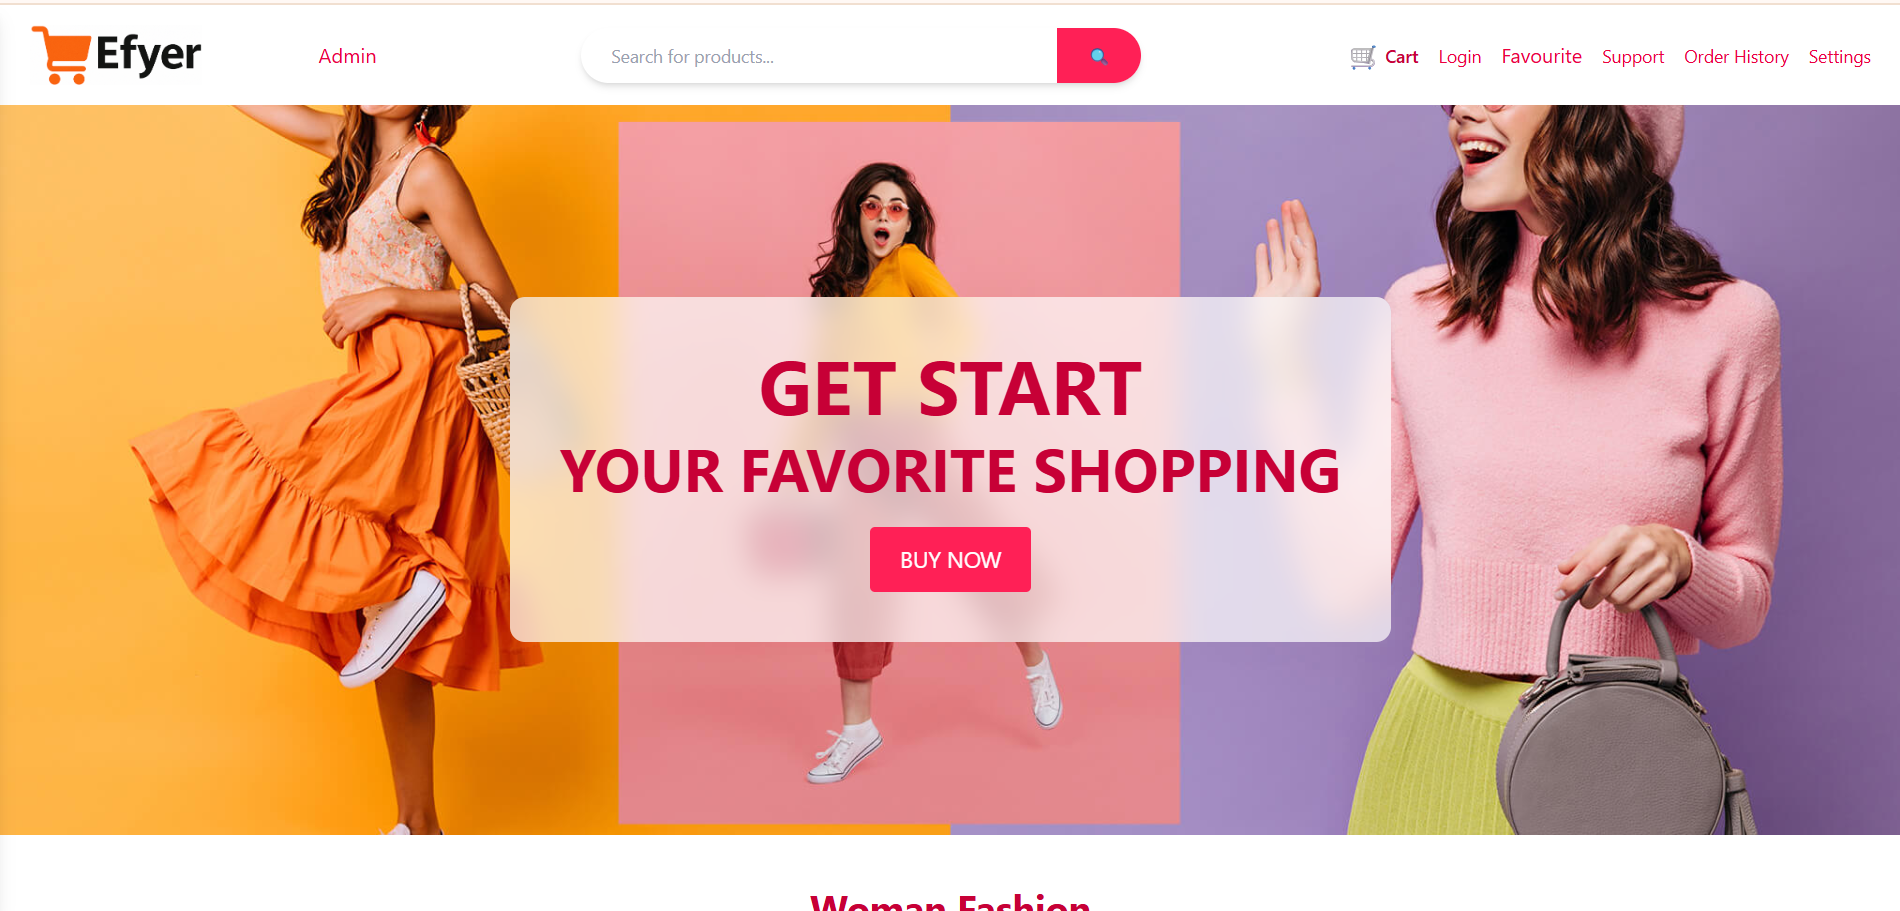 Efyer
Admin
Search for products...
Cart Login Favourite Support Order History Settings
GET START
YOUR FAVORITE SHOPPING
BUY NOW
Woman Fashion